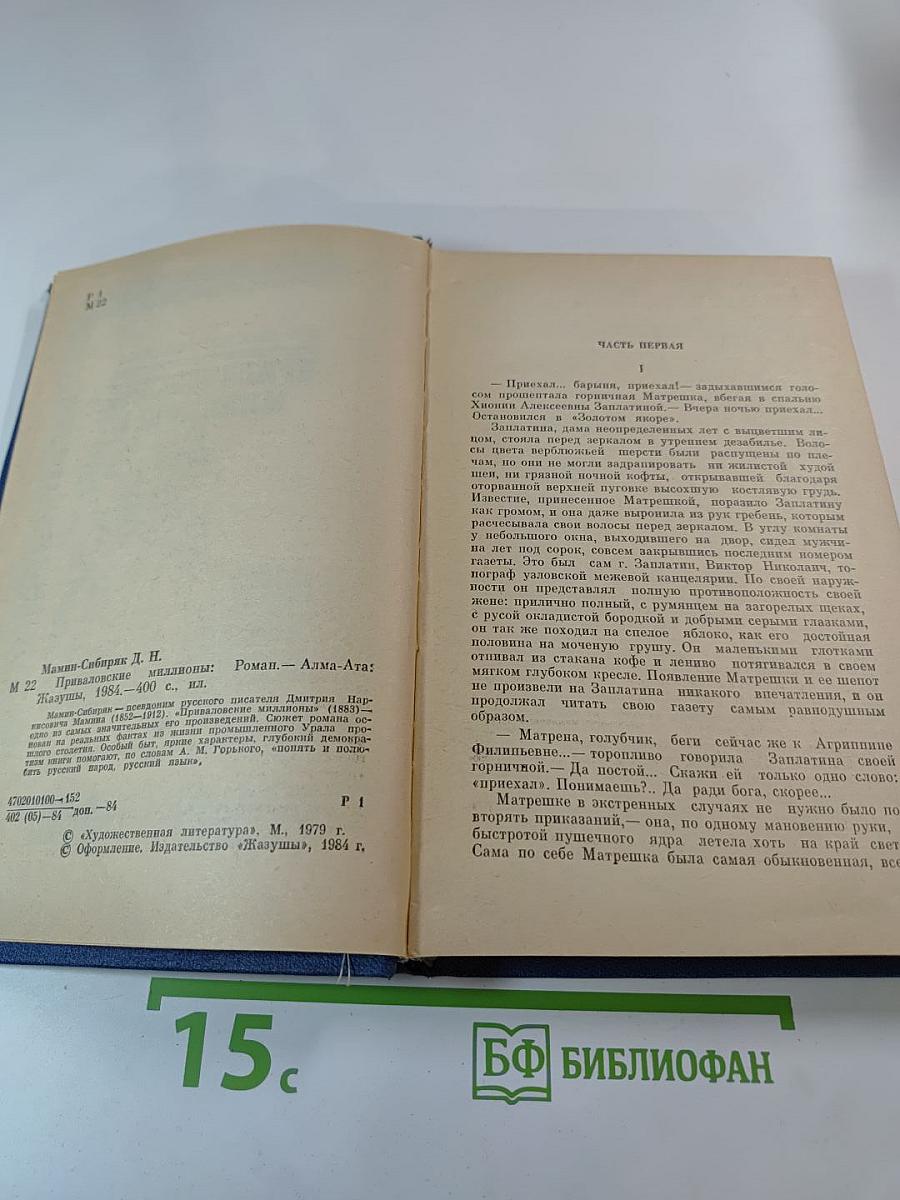 Р 1
М 22
Мамин-Сибиряк Д. Н.
М 22 Приваловские миллионы: Роман.— Алма-Ата:
Жазушы, 1984.—400 с., ил.
Мамин-Сибиряк — псевдоним русского писателя Дмитрия Нар-
кисовича Мамина (1852—1912). «Приваловские миллионы» (1883)—
одно из самых значительных его произведений. Сюжет романа ос-
нован на реальных фактах из жизни промышленного Урала про-
шлого столетия. Особый быт, яркие характеры, глубокий демокра-
тизм книги помогают, по словам А. М. Горького, «понять и полю-
бить русский народ, русский язык».
4702010100—152
402 (05)—84 доп.—84
Р 1
© «Художественная литература», М., 1979 г.
© Оформление. Издательство «Жазушы», 1984 г.
ЧАСТЬ ПЕРВАЯ
I
— Приехал... барыня, приехал!— задыхавшимся голо-
сом прошептала горничная Матрешка, вбегая в спальню
Хионии Алексеевны Заплатиной.— Вчера ночью приехал...
Остановился в «Золотом якоре».
Заплатина, дама неопределенных лет с выцветшим ли-
цом, стояла перед зеркалом в утреннем дезабилье. Воло-
сы цвета верблюжьей шерсти были распущены по пле-
чам, но они не могли задрапировать ни жилистой худой
шеи, ни грязной ночной кофты, открывавшей благодаря
оторванной верхней пуговке высохшую костлявую грудь.
Известие, принесенное Матрешкой, поразило Заплатину
как громом, и она даже выронила из рук гребень, которым
расчесывала свои волосы перед зеркалом. В углу комнаты
у небольшого окна, выходившего на двор, сидел мужчи-
на лет под сорок, совсем закрывшись последним номером
газеты. Это был сам г. Заплатин, Виктор Николаич, то-
пограф узловской межевой канцелярии. По своей наруж-
ности он представлял полную противоположность своей
жене: прилично полный, с румянцем на загорелых щеках,
с русой окладистой бородкой и добрыми серыми глазками,
он так же походил на спелое яблоко, как его достойная
половина на моченую грушу. Он маленькими глотками
отпивал из стакана кофе и лениво потягивался в своем
мягком глубоком кресле. Появление Матрешки и ее шепот
не произвели на Заплатина никакого впечатления, и он
продолжал читать свою газету самым равнодушным
образом.
— Матрена, голубчик, беги сейчас же к Агриппине
Филипьевне...— торопливо говорила Заплатина своей
горничной.— Да постой... Скажи ей только одно слово:
«приехал». Понимаешь?.. Да ради бога, скорее...
Матрешке в экстренных случаях не нужно было по
вторять приказаний,— она, по одному мановению руки,
быстротой пушечного ядра летела хоть на край свет
Сама по себе Матрешка была самая обыкновенная, все
15 с
БФ БИБЛИОФАН